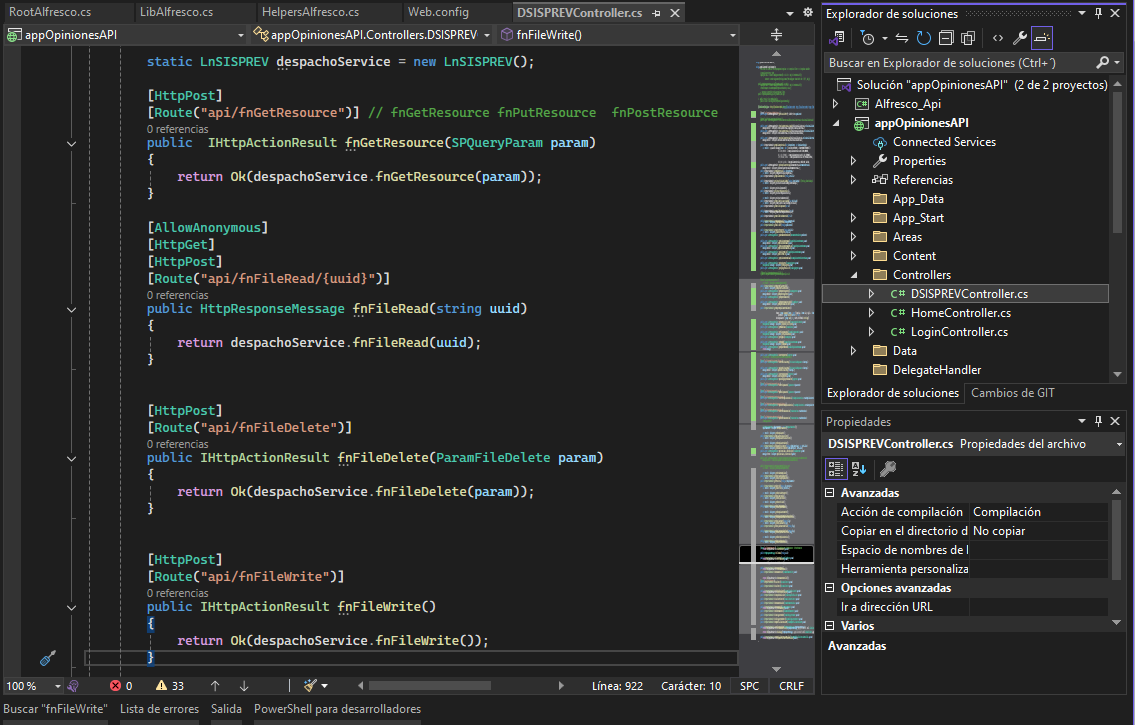 RootAlfresco.cs
LibAlfresco.cs
HelpersAlfresco.cs
Web.config
DSISPREVController.cs
appOpinionesAPI
appOpinionesAPI.Controllers.DSISPREV
fnFileWrite()
static LnSISPREV despachoService = new LnSISPREV();
[HttpPost]
[Route("api/fnGetResource")] // fnGetResource fnPutResource  fnPostResource
0 referencias
public  IHttpActionResult fnGetResource(SPQueryParam param)
{
return Ok(despachoService.fnGetResource(param));
}
[AllowAnonymous]
[HttpGet]
[HttpPost]
[Route("api/fnFileRead/{uuid}")]
0 referencias
public HttpResponseMessage fnFileRead(string uuid)
{
return despachoService.fnFileRead(uuid);
}
[HttpPost]
[Route("api/fnFileDelete")]
0 referencias
public IHttpActionResult fnFileDelete(ParamFileDelete param)
{
return Ok(despachoService.fnFileDelete(param));
}
[HttpPost]
[Route("api/fnFileWrite")]
0 referencias
public IHttpActionResult fnFileWrite()
{
return Ok(despachoService.fnFileWrite());
}
100 %
0
33
Línea: 922
Carácter: 10
SPC
CRLF
Buscar "fnFileWrite"
Lista de errores
Salida
PowerShell para desarrolladores
Explorador de soluciones
Buscar en Explorador de soluciones (Ctrl+´)
Solución "appOpinionesAPI" (2 de 2 proyectos)
C# Alfresco_Api
appOpinionesAPI
Connected Services
Properties
Referencias
App_Data
App_Start
Areas
Content
Controllers
C# DSISPREVController.cs
C# HomeController.cs
C# LoginController.cs
Data
DelegateHandler
Explorador de soluciones
Cambios de GIT
Propiedades
DSISPREVController.cs Propiedades del archivo
Avanzadas
Acción de compilación Compilación
Copiar en el directorio d No copiar
Espacio de nombres de l
Herramienta personaliza
Opciones avanzadas
Ir a dirección URL
Varios
Avanzadas